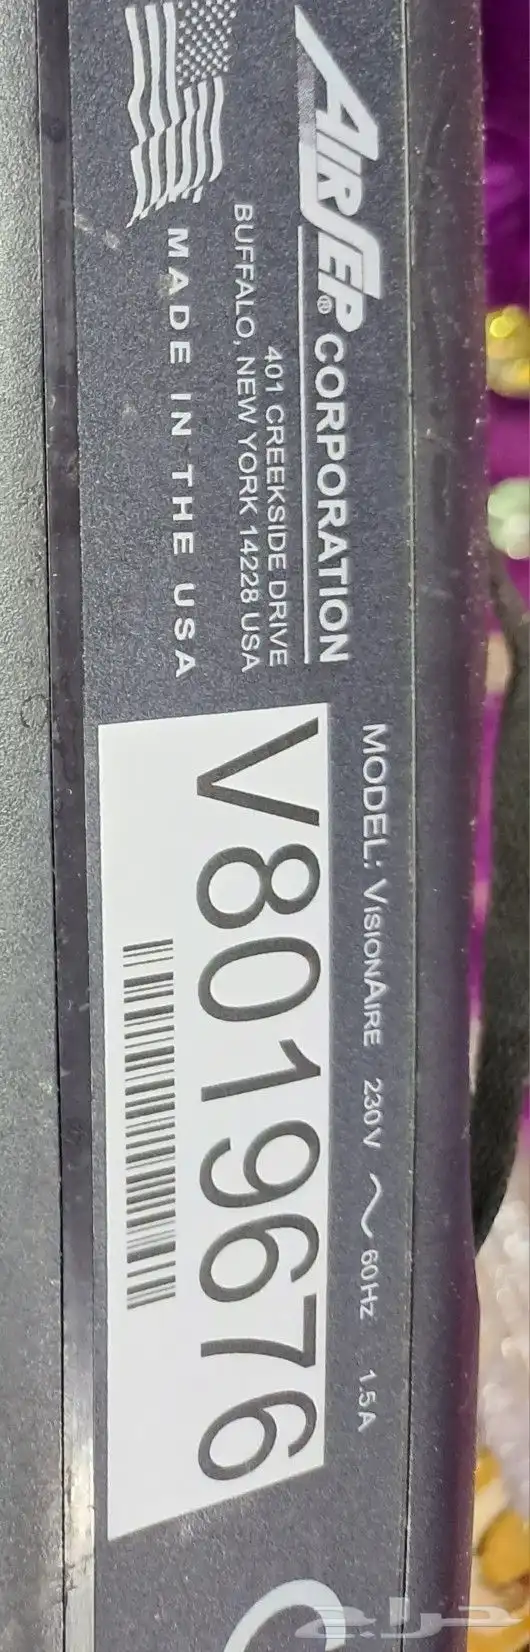 AIRSEP® CORPORATION
401 CREEKSIDE DRIVE
BUFFALO, NEW YORK 14228 USA
MADE IN THE USA
MODEL: VISIONAIRE 230V ~ 60HZ 1.5A
V8019676
حراج